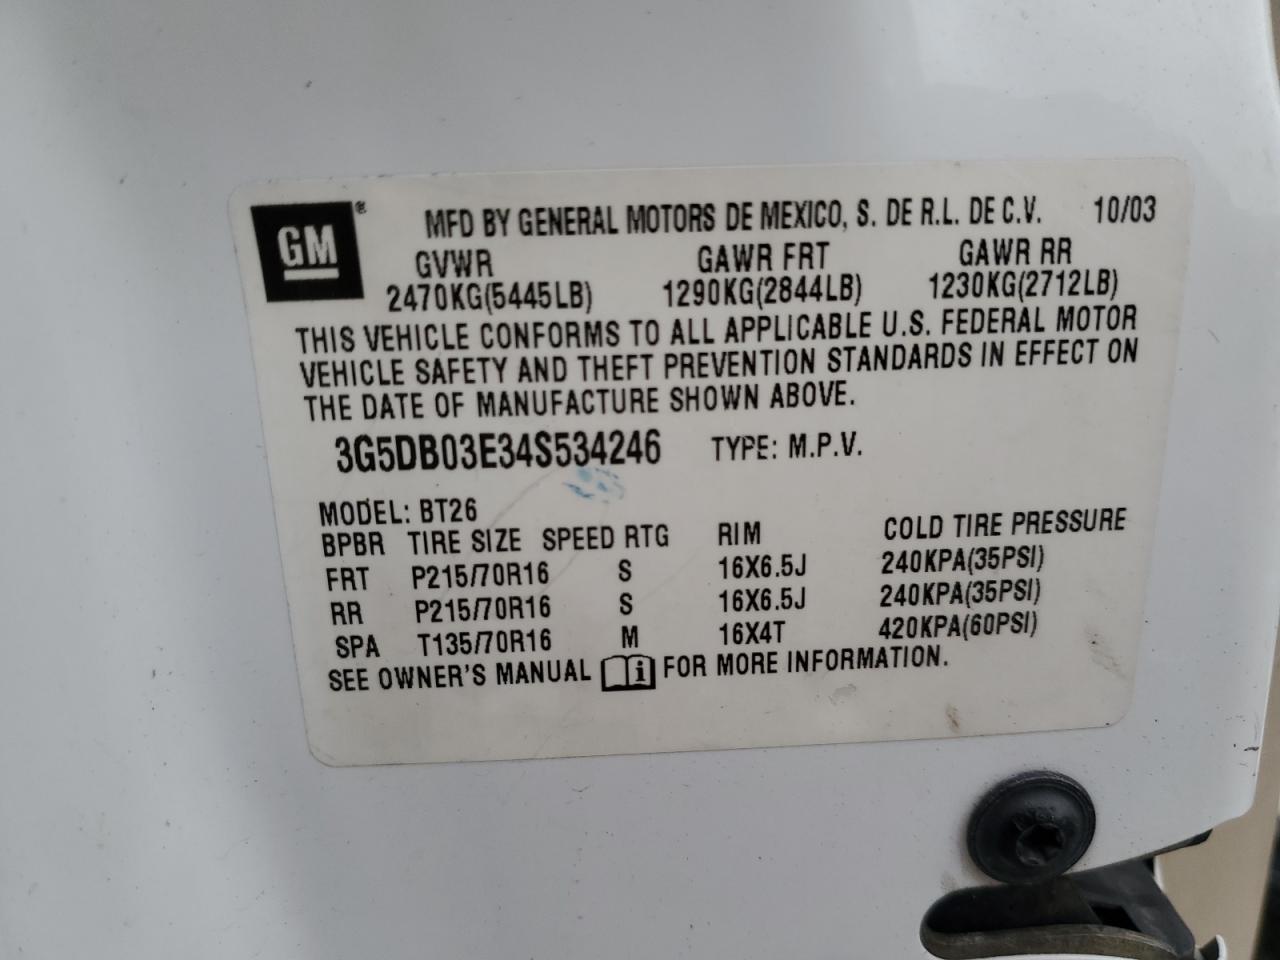 GM ®
MFD BY GENERAL MOTORS DE MEXICO, S. DE R.L. DE C.V. 10/03
GVWR GAWR FRT GAWR RR
2470KG(5445LB) 1290KG(2844LB) 1230KG(2712LB)
THIS VEHICLE CONFORMS TO ALL APPLICABLE U.S. FEDERAL MOTOR
VEHICLE SAFETY AND THEFT PREVENTION STANDARDS IN EFFECT ON
THE DATE OF MANUFACTURE SHOWN ABOVE.
3G5DB03E34S534246 TYPE: M.P.V.
MODEL: BT26
BPBR TIRE SIZE SPEED RTG RIM COLD TIRE PRESSURE
FRT P215/70R16 S 16X6.5J 240KPA(35PSI)
RR P215/70R16 S 16X6.5J 240KPA(35PSI)
SPA T135/70R16 M 16X4T 420KPA(60PSI)
SEE OWNER'S MANUAL i FOR MORE INFORMATION.